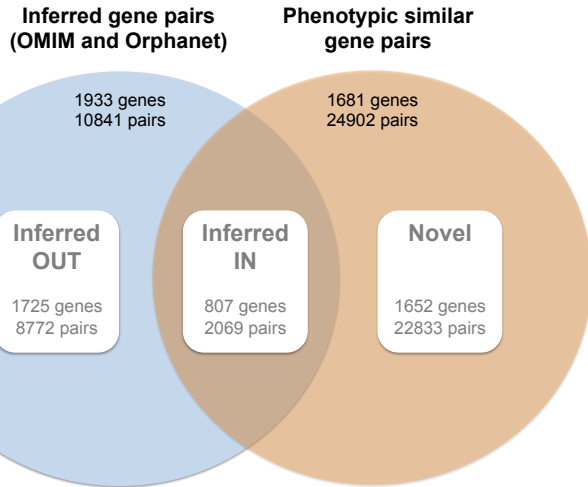 Inferred gene pairs
(OMIM and Orphanet)
Phenotypic similar
gene pairs
1933 genes
10841 pairs
1681 genes
24902 pairs
Inferred
OUT
1725 genes
8772 pairs
Inferred
IN
807 genes
2069 pairs
Novel
1652 genes
22833 pairs